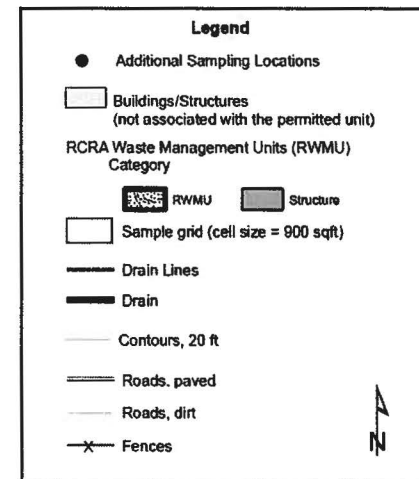 Legend
Additional Sampling Locations
Buildings/Structures
(not associated with the permitted unit)
RCRA Waste Management Units (RWMU)
Category
RWMU Structure
Sample grid (cell size = 900 sqft)
Drain Lines
Drain
Contours, 20 ft
Roads, paved
Roads, dirt
Fences
N